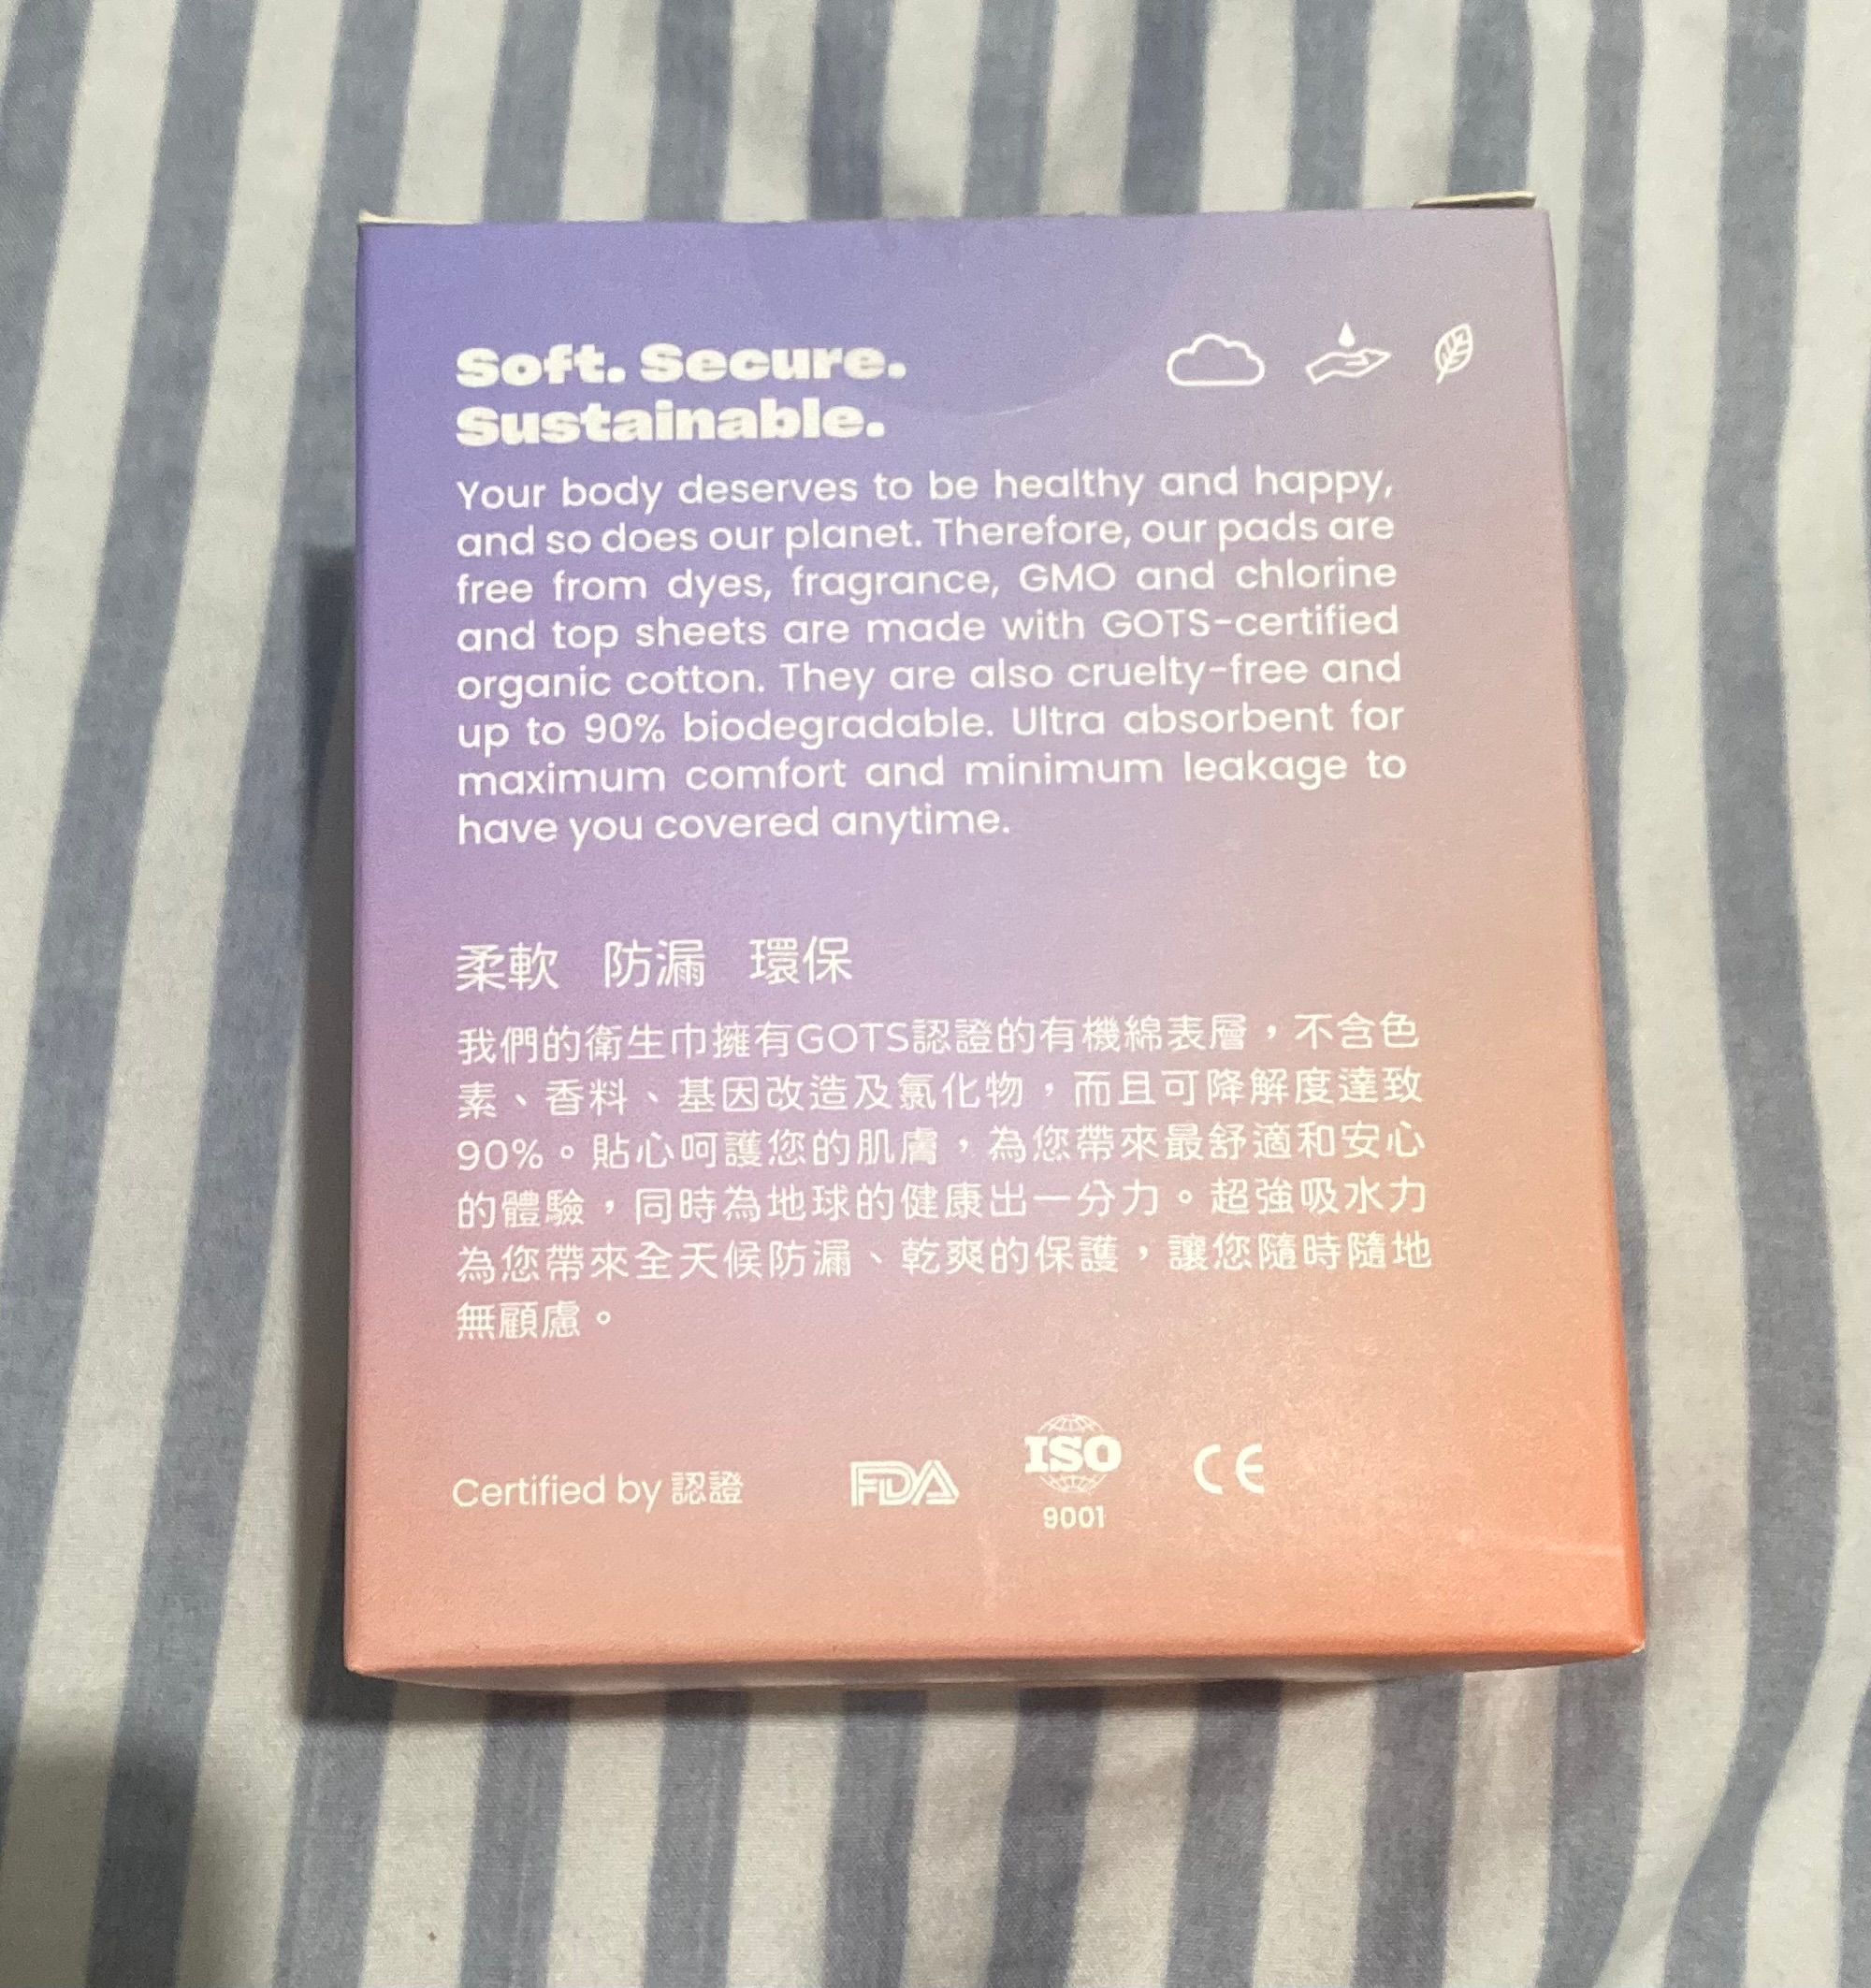 Soft. Secure.
Sustainable.
Your body deserves to be healthy and happy,
and so does our planet. Therefore, our pads are
free from dyes, fragrance, GMO and chlorine
and top sheets are made with GOTS-certified
organic cotton. They are also cruelty-free and
up to 90% biodegradable. Ultra absorbent for
maximum comfort and minimum leakage to
have you covered anytime.
柔軟 防漏 環保
我們的衛生巾擁有GOTS認證的有機綿表層，不含色
素、香料、基因改造及氯化物，而且可降解度達致
90%。貼心呵護您的肌膚，為您帶來最舒適和安心
的體驗，同時為地球的健康出一分力。超強吸水力
為您帶來全天候防漏、乾爽的保護，讓您隨時隨地
無顧慮。
Certified by 認證 FDA ISO CE
9001